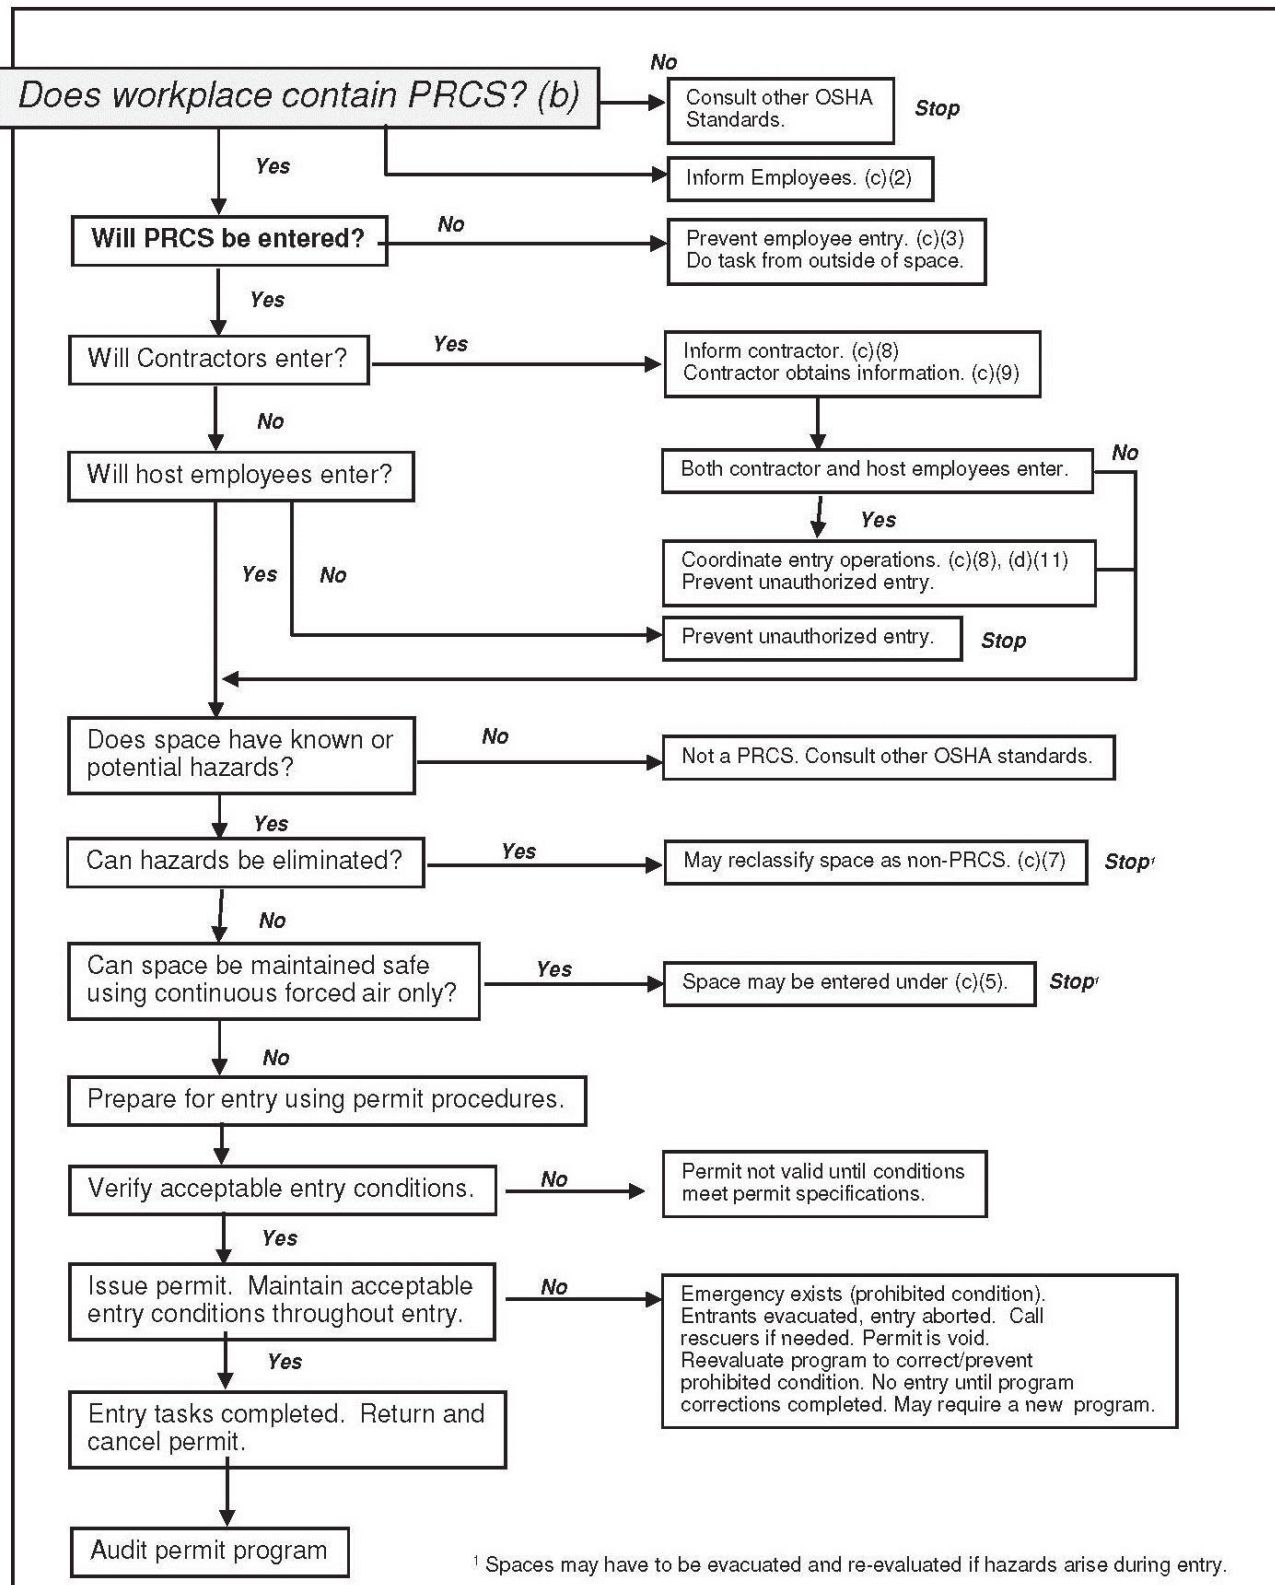 No
Does workplace contain PRCS? (b)
Consult other OSHA
Standards.
Stop
Yes
Inform Employees. (c)(2)
Will PRCS be entered?
No
Prevent employee entry. (c)(3)
Do task from outside of space.
Yes
Will Contractors enter?
Yes
Inform contractor. (c)(8)
Contractor obtains information. (c)(9)
No
Will host employees enter?
Both contractor and host employees enter.
No
Yes
Coordinate entry operations. (c)(8), (d)(11)
Prevent unauthorized entry.
Yes
No
Prevent unauthorized entry.
Stop
Does space have known or
potential hazards?
No
Not a PRCS. Consult other OSHA standards.
Yes
Can hazards be eliminated?
Yes
May reclassify space as non-PRCS. (c)(7)
Stop¹
No
Can space be maintained safe
using continuous forced air only?
Yes
Space may be entered under (c)(5).
Stop¹
No
Prepare for entry using permit procedures.
Verify acceptable entry conditions.
No
Permit not valid until conditions
meet permit specifications.
Yes
Issue permit. Maintain acceptable
entry conditions throughout entry.
No
Emergency exists (prohibited condition).
Entrants evacuated, entry aborted. Call
rescuers if needed. Permit is void.
Reevaluate program to correct/prevent
prohibited condition. No entry until program
corrections completed. May require a new program.
Yes
Entry tasks completed. Return and
cancel permit.
Audit permit program
¹ Spaces may have to be evacuated and re-evaluated if hazards arise during entry.